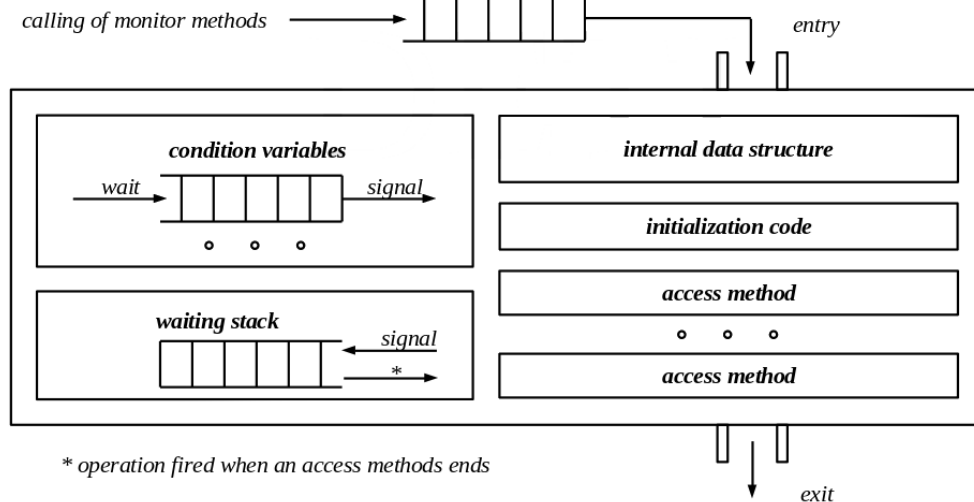 calling of monitor methods
entry
condition variables
wait
signal
internal data structure
initialization code
access method
waiting stack
signal
*
access method
* operation fired when an access methods ends
exit